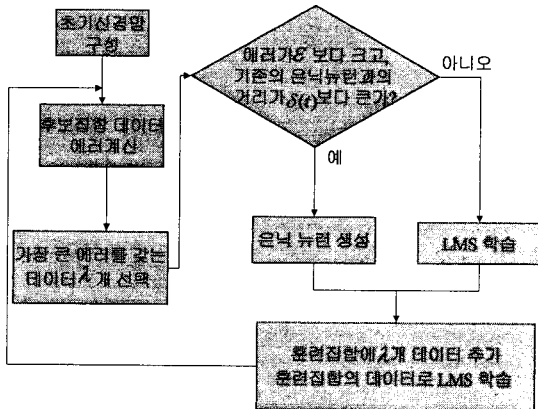 초기신경망
구성
후보집합 데이터
에러계산
가장 큰 에러를 갖는
데이터 λ 개 선택
에러가 ε 보다 크고,
기존의 은닉뉴런과의
거리가 δ(t)보다 큰가?
아니오
예
은닉 뉴런 생성
LMS 학습
훈련집합에 λ개 데이터 추가
훈련집합의 데이터로 LMS 학습